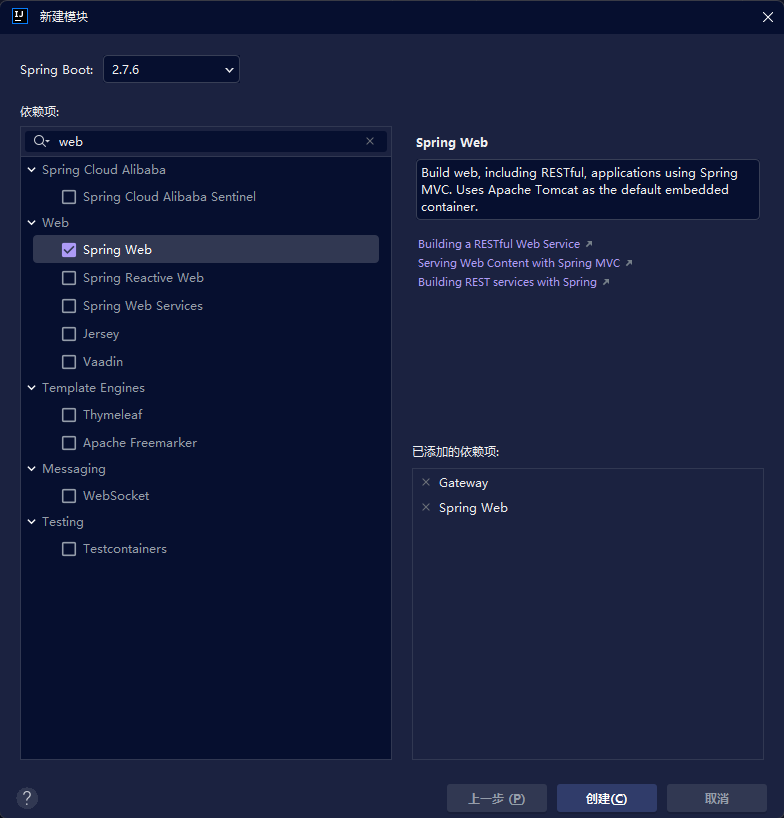 新建模块
Spring Boot: 2.7.6
依赖项:
web
Spring Cloud Alibaba
Spring Cloud Alibaba Sentinel
Web
Spring Web
Spring Reactive Web
Spring Web Services
Jersey
Vaadin
Template Engines
Thymeleaf
Apache Freemarker
Messaging
WebSocket
Testing
Testcontainers
Spring Web
Build web, including RESTful, applications using Spring
MVC. Uses Apache Tomcat as the default embedded
container.
Building a RESTful Web Service
Serving Web Content with Spring MVC
Building REST services with Spring
已添加的依赖项:
Gateway
Spring Web
?
上一步 (P)
创建(C)
取消